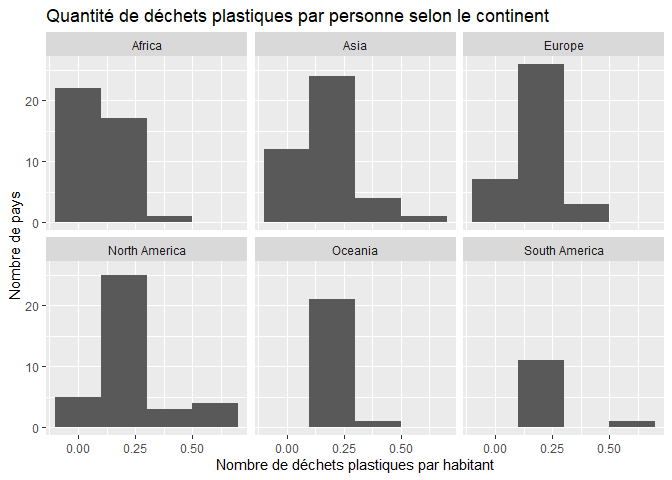 Quantité de déchets plastiques par personne selon le continent
Africa
Asia
Europe
20
10
0
Nombre de pays
North America
Oceania
South America
20
10
0
0.00 0.25 0.50 0.00 0.25 0.50 0.00 0.25 0.50
Nombre de déchets plastiques par habitant